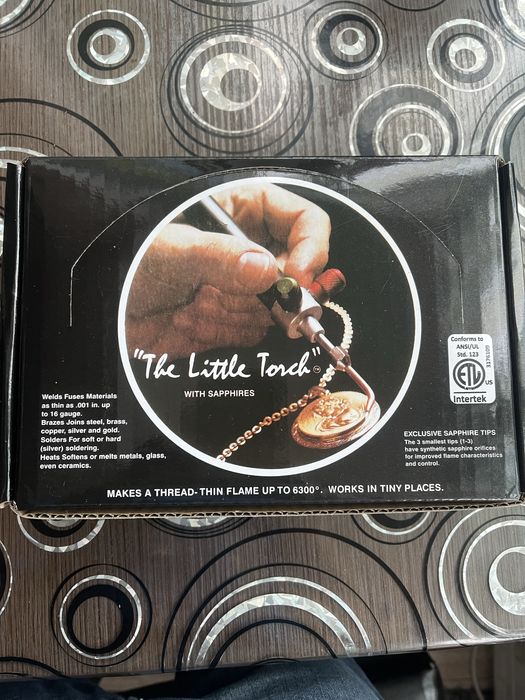 "The Little Torch"™
WITH SAPPHIRES
Welds Fuses Materials
as thin as .001 in. up
to 16 gauge.
Brazes Joins steel, brass,
copper, silver and gold.
Solders For soft or hard
(silver) soldering.
Heats Softens or melts metals, glass,
even ceramics.
Conforms to
ANSI/UL
Std. 123
ETL
US
Intertek
3176109
EXCLUSIVE SAPPHIRE TIPS
The 3 smallest tips (1-3)
have synthetic sapphire orifices
for improved flame characteristics
and control.
MAKES A THREAD-THIN FLAME UP TO 6300°. WORKS IN TINY PLACES.